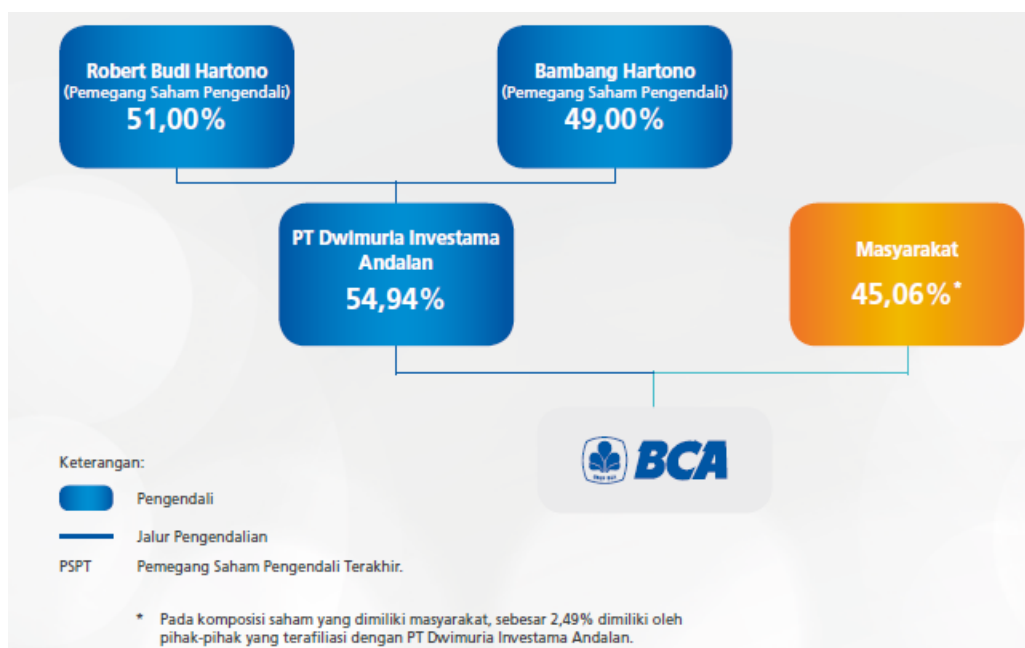 Robert Budi Hartono
(Pemegang Saham Pengendali)
51,00%
Bambang Hartono
(Pemegang Saham Pengendali)
49,00%
PT Dwimuria Investama
Andalan
54,94%
Masyarakat
45,06%*
BCA
Keterangan:
Pengendali
Jalur Pengendalian
PSPT Pemegang Saham Pengendali Terakhir.
* Pada komposisi saham yang dimiliki masyarakat, sebesar 2,49% dimiliki oleh
pihak-pihak yang terafiliasi dengan PT Dwimuria Investama Andalan.